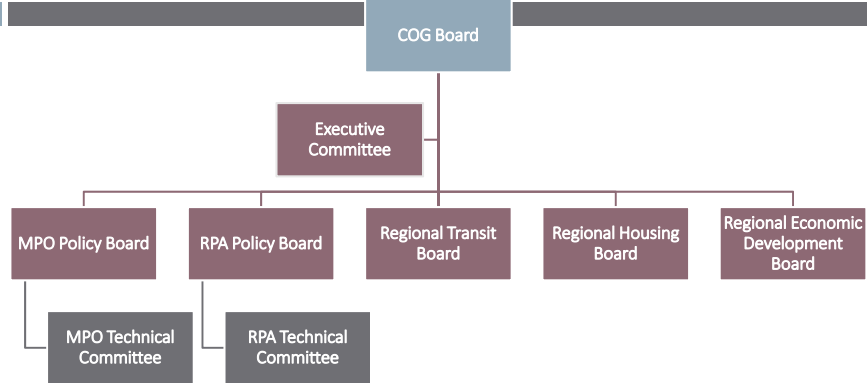 COG Board
Executive
Committee
MPO Policy Board
RPA Policy Board
Regional Transit
Board
Regional Housing
Board
Regional Economic
Development
Board
MPO Technical
Committee
RPA Technical
Committee